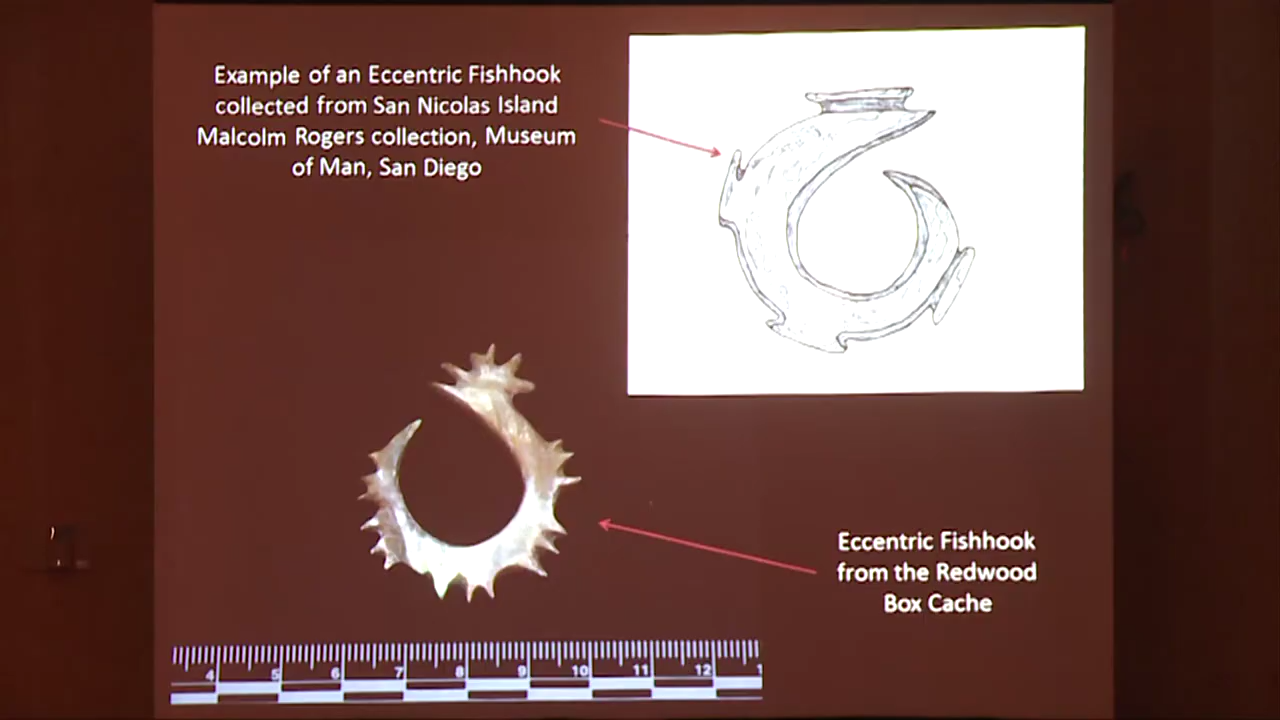 Example of an Eccentric Fishhook
collected from San Nicolas Island
Malcolm Rogers collection, Museum
of Man, San Diego
Eccentric Fishhook
from the Redwood
Box Cache
4 5 6 7 8 9 10 11 12 1